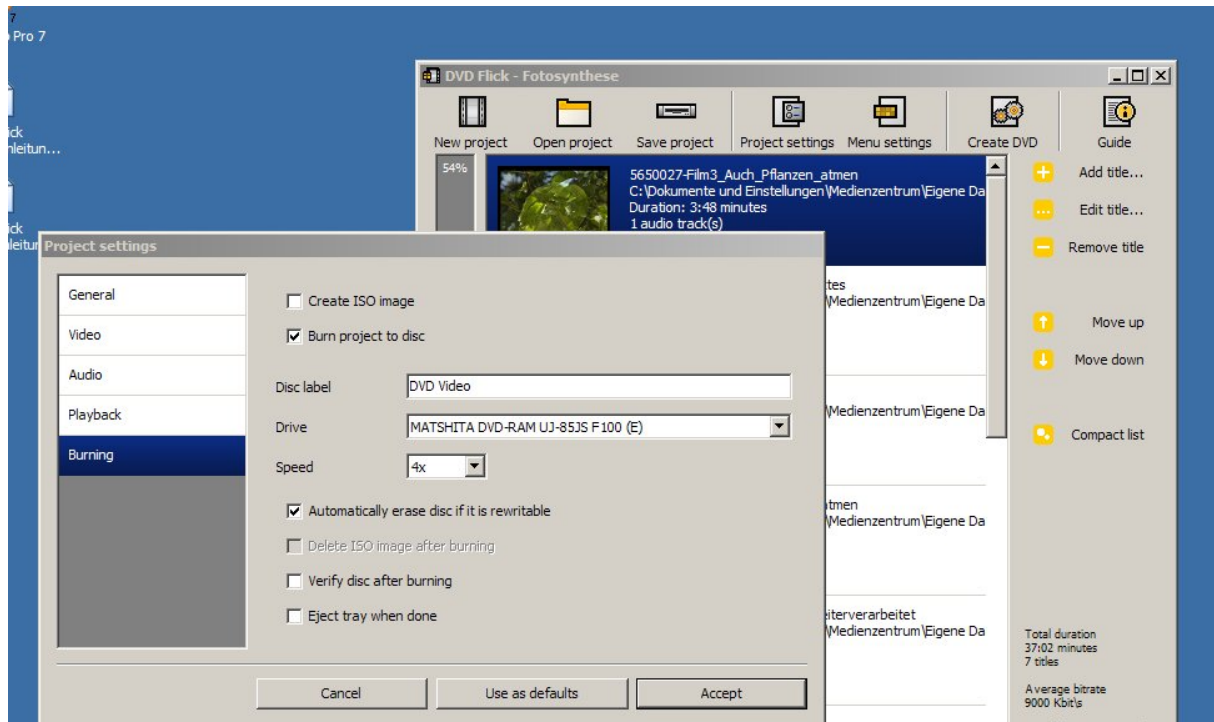 7
Pro 7
ick
nleitun...
ick
leitur
DVD Flick - Fotosynthese
New project
Open project
Save project
Project settings
Menu settings
Create DVD
Guide
54%
5650027-Film3_Auch_Pflanzen_atmen
C:\Dokumente und Einstellungen\Medienzentrum\Eigene Da
Duration: 3:48 minutes
1 audio track(s)
tes
\Medienzentrum\Eigene Da
\Medienzentrum\Eigene Da
atmen
\Medienzentrum\Eigene Da
eiterverarbeitet
\Medienzentrum\Eigene Da
Add title...
Edit title...
Remove title
Move up
Move down
Compact list
Total duration
37:02 minutes
7 titles
Average bitrate
9000 Kbit\s
Project settings
General
Video
Audio
Playback
Burning
Create ISO image
Burn project to disc
Disc label
DVD Video
Drive
MATSHITA DVD-RAM UJ-85JS F100 (E)
Speed
4x
Automatically erase disc if it is rewritable
Delete ISO image after burning
Verify disc after burning
Eject tray when done
Cancel
Use as defaults
Accept